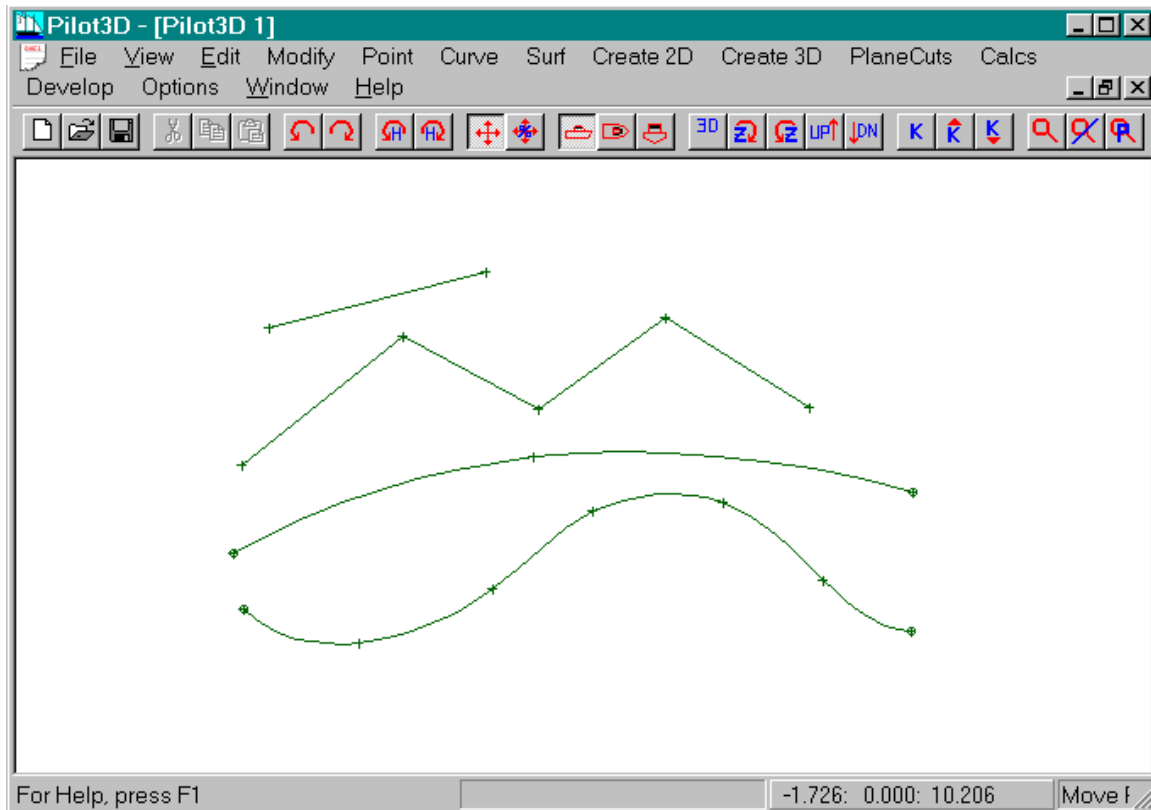 Pilot3D - [Pilot3D 1]
File View Edit Modify Point Curve Surf Create 2D Create 3D PlaneCuts Calcs
Develop Options Window Help
H H % 3D Z Z UP DN K K K P
For Help, press F1 -1.726: 0.000: 10.206 Move